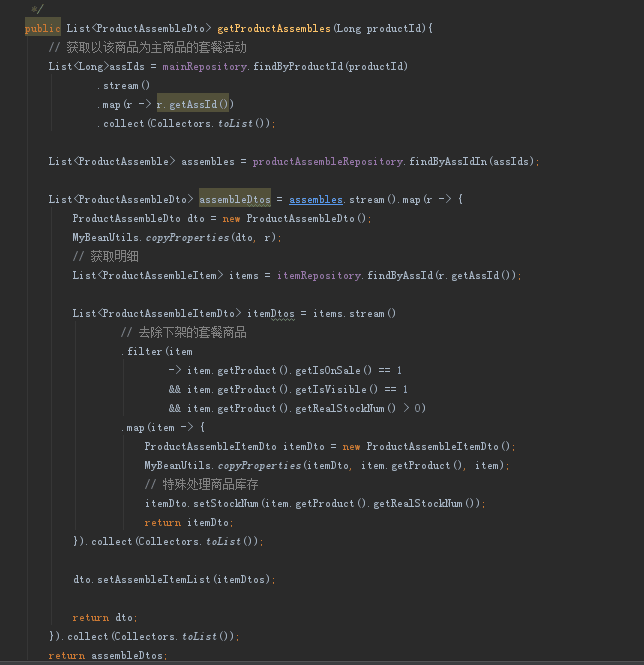 */
public List<ProductAssembleDto> getProductAssembles(Long productId){
// 获取以该商品为主商品的套餐活动
List<Long>assIds = mainRepository.findByProductId(productId)
.stream()
.map(r -> r.getAssId())
.collect(Collectors.toList());
List<ProductAssemble> assembles = productAssembleRepository.findByAssIdIn(assIds);
List<ProductAssembleDto> assembleDtos = assembles.stream().map(r -> {
ProductAssembleDto dto = new ProductAssembleDto();
MyBeanUtils.copyProperties(dto, r);
// 获取明细
List<ProductAssembleItem> items = itemRepository.findByAssId(r.getAssId());
List<ProductAssembleItemDto> itemDtos = items.stream()
// 去除下架的套餐商品
.filter(item
-> item.getProduct().getIsOnSale() == 1
&& item.getProduct().getIsVisible() == 1
&& item.getProduct().getRealStockNum() > 0)
.map(item -> {
ProductAssembleItemDto itemDto = new ProductAssembleItemDto();
MyBeanUtils.copyProperties(itemDto, item.getProduct(), item);
// 特殊处理商品库存
itemDto.setStockNum(item.getProduct().getRealStockNum());
return itemDto;
}).collect(Collectors.toList());
dto.setAssembleItemList(itemDtos);
return dto;
}).collect(Collectors.toList());
return assembleDtos;